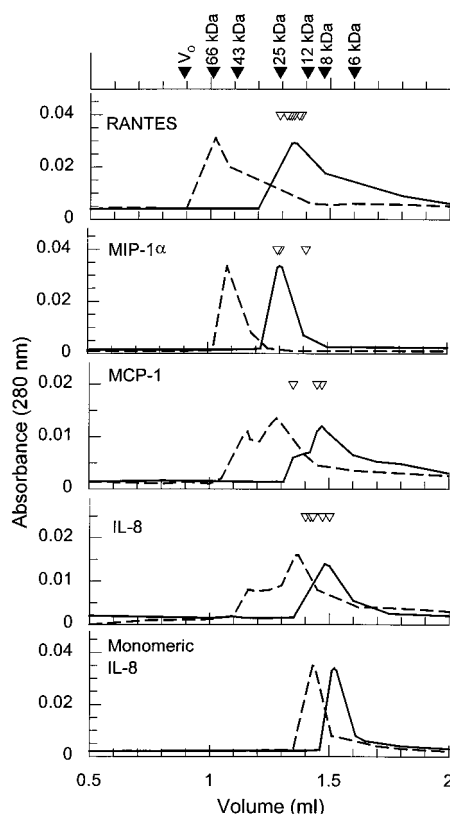 Vo 66 kDa 43 kDa 25 kDa 12 kDa 8 kDa 6 kDa
0.04
RANTES
0.02
0
MIP-1α
0.04
0.02
0
MCP-1
0.02
0.01
0
IL-8
0.02
0.01
0
Monomeric
IL-8
0.04
0.02
0
0.5 1 1.5 2
Volume (ml)
Absorbance (280 nm)